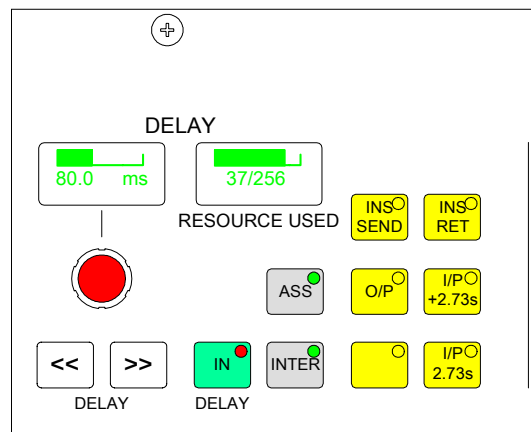 DELAY
80.0 ms
37/256
RESOURCE USED
INS
SEND
INS
RET
ASS
O/P
I/P
+2.73s
<<
>>
IN
INTER
I/P
2.73s
DELAY
DELAY